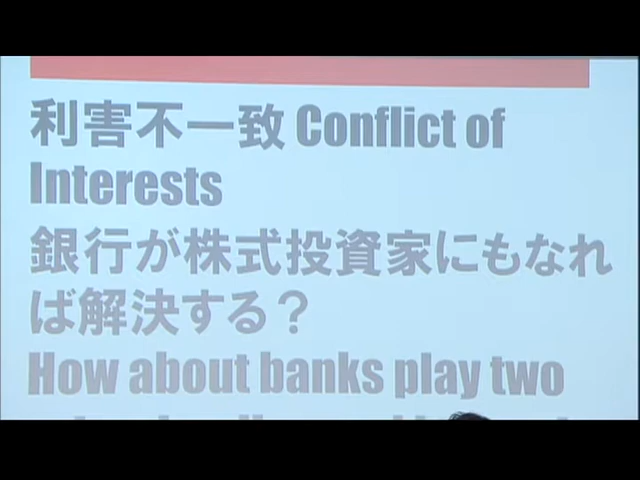 利害不一致 Conflict of
Interests
銀行が株式投資家にもなれ
ば解決する？
How about banks play two